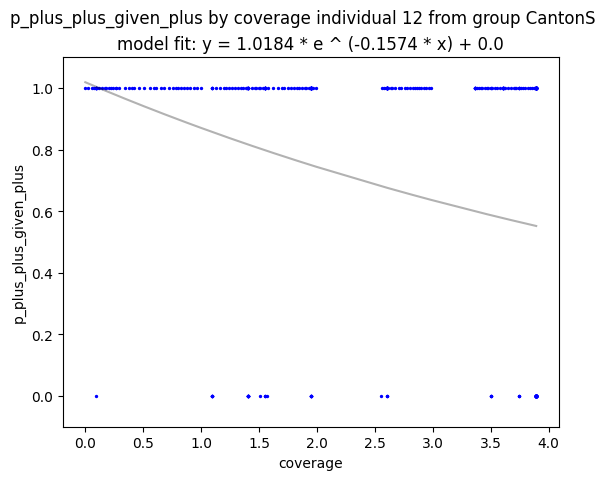 p_plus_plus_given_plus by coverage individual 12 from group CantonS
model fit: y = 1.0184 * e ^ (-0.1574 * x) + 0.0
p_plus_plus_given_plus
1.0
0.8
0.6
0.4
0.2
0.0
0.0 0.5 1.0 1.5 2.0 2.5 3.0 3.5 4.0
coverage